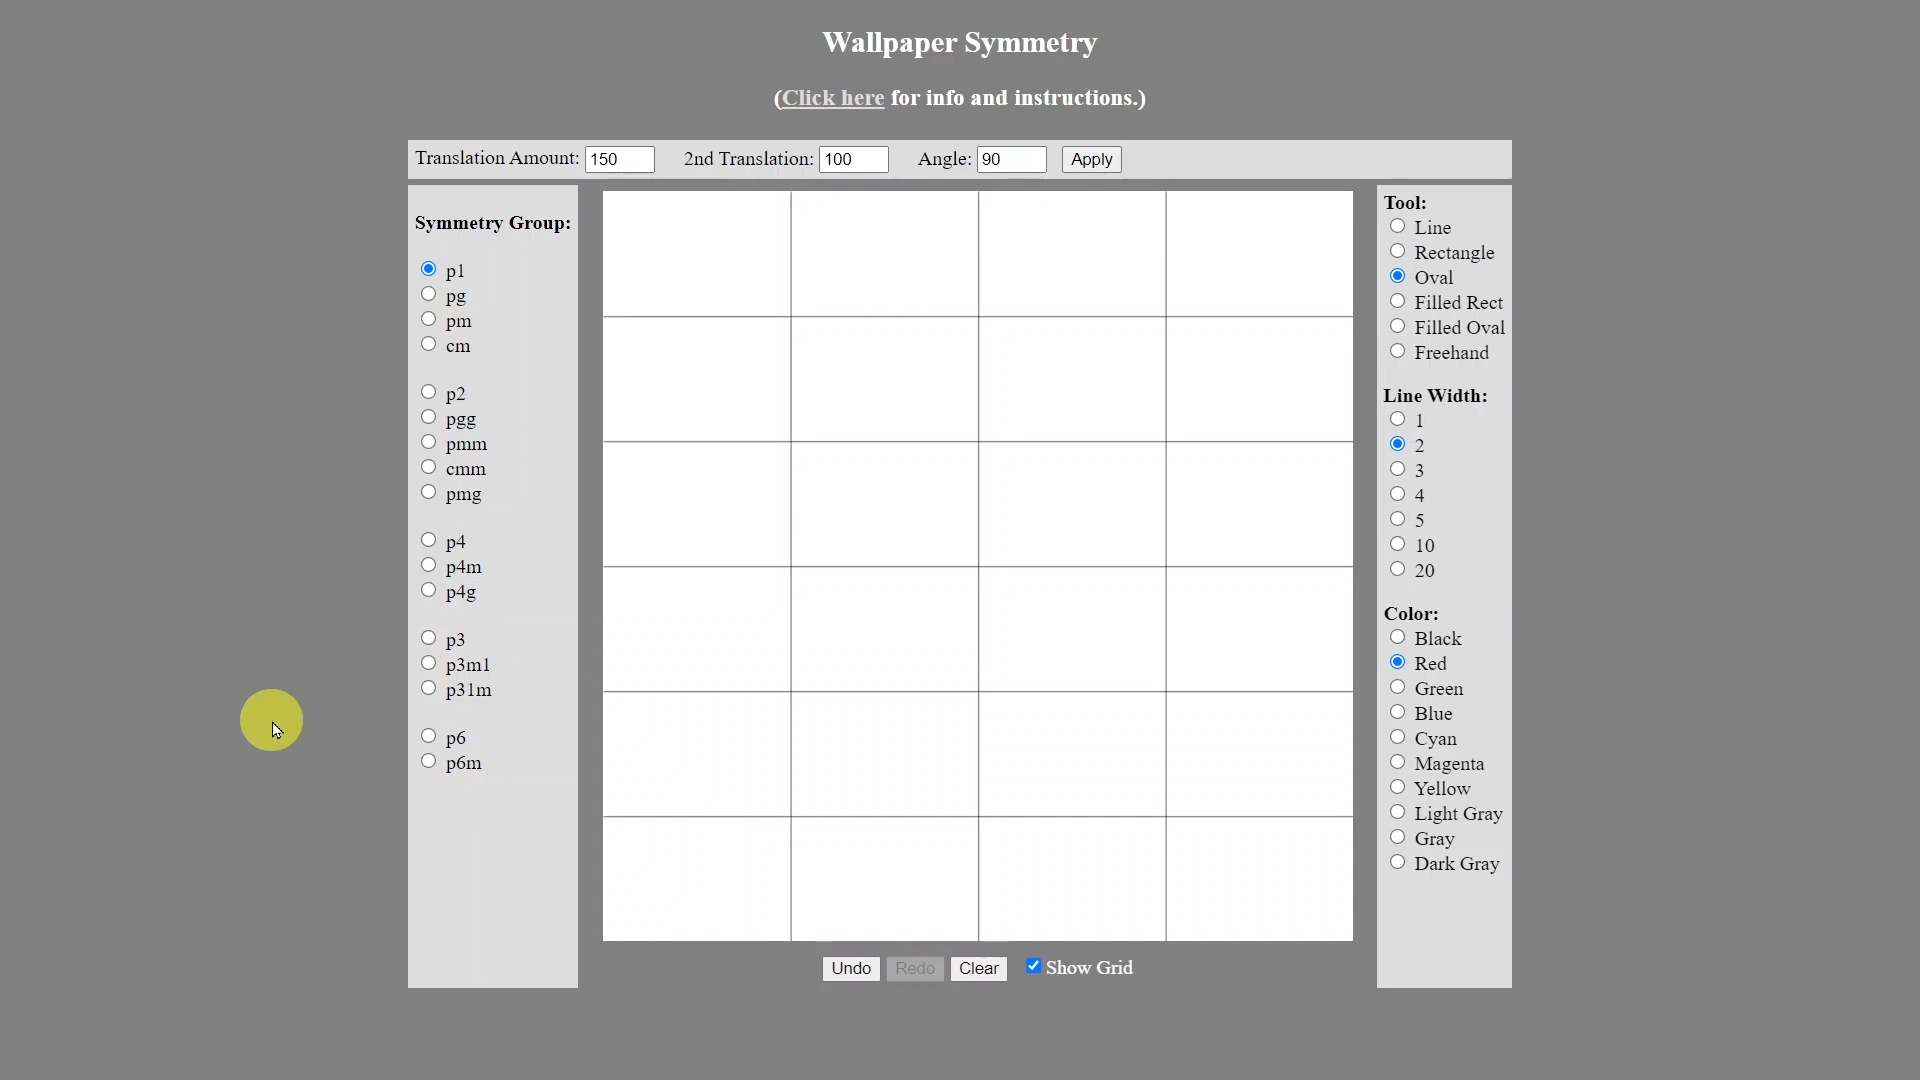 Wallpaper Symmetry
(Click here for info and instructions.)
Translation Amount: 150 2nd Translation: 100 Angle: 90 Apply
Symmetry Group:
p1
pg
pm
cm
p2
pgg
pmm
cmm
pmg
p4
p4m
p4g
p3
p3m1
p31m
p6
p6m
Tool:
Line
Rectangle
Oval
Filled Rect
Filled Oval
Freehand
Line Width:
1
2
3
4
5
10
20
Color:
Black
Red
Green
Blue
Cyan
Magenta
Yellow
Light Gray
Gray
Dark Gray
Undo Redo Clear Show Grid